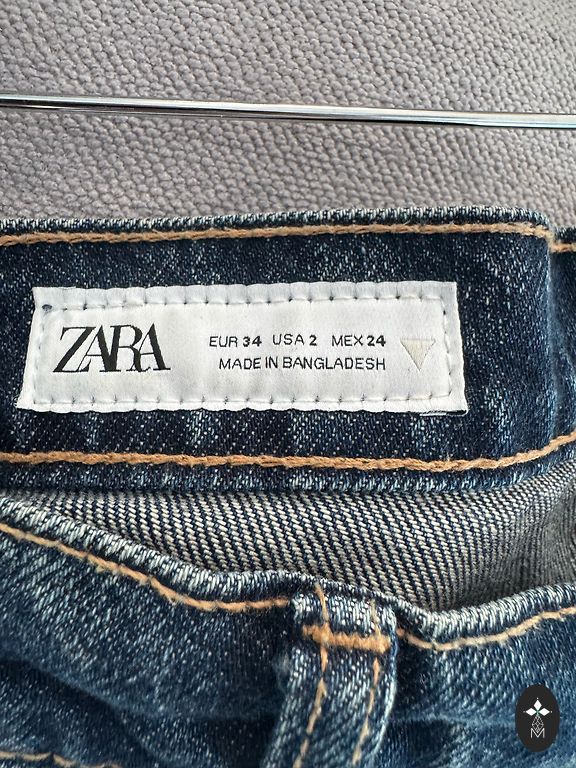 ZARA
EUR 34 USA 2 MEX 24
MADE IN BANGLADESH
M